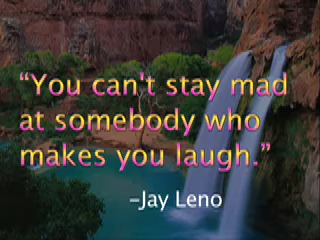 “You can't stay mad
at somebody who
makes you laugh.”
-Jay Leno